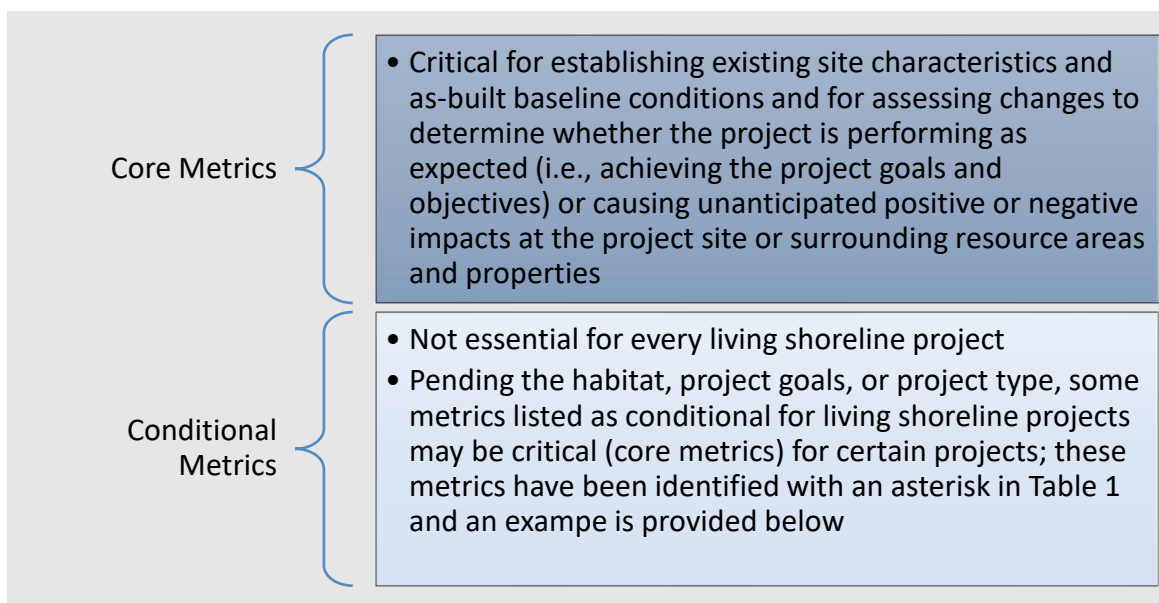 Core Metrics
• Critical for establishing existing site characteristics and
as-built baseline conditions and for assessing changes to
determine whether the project is performing as
expected (i.e., achieving the project goals and
objectives) or causing unanticipated positive or negative
impacts at the project site or surrounding resource areas
and properties
Conditional
Metrics
• Not essential for every living shoreline project
• Pending the habitat, project goals, or project type, some
metrics listed as conditional for living shoreline projects
may be critical (core metrics) for certain projects; these
metrics have been identified with an asterisk in Table 1
and an exampe is provided below